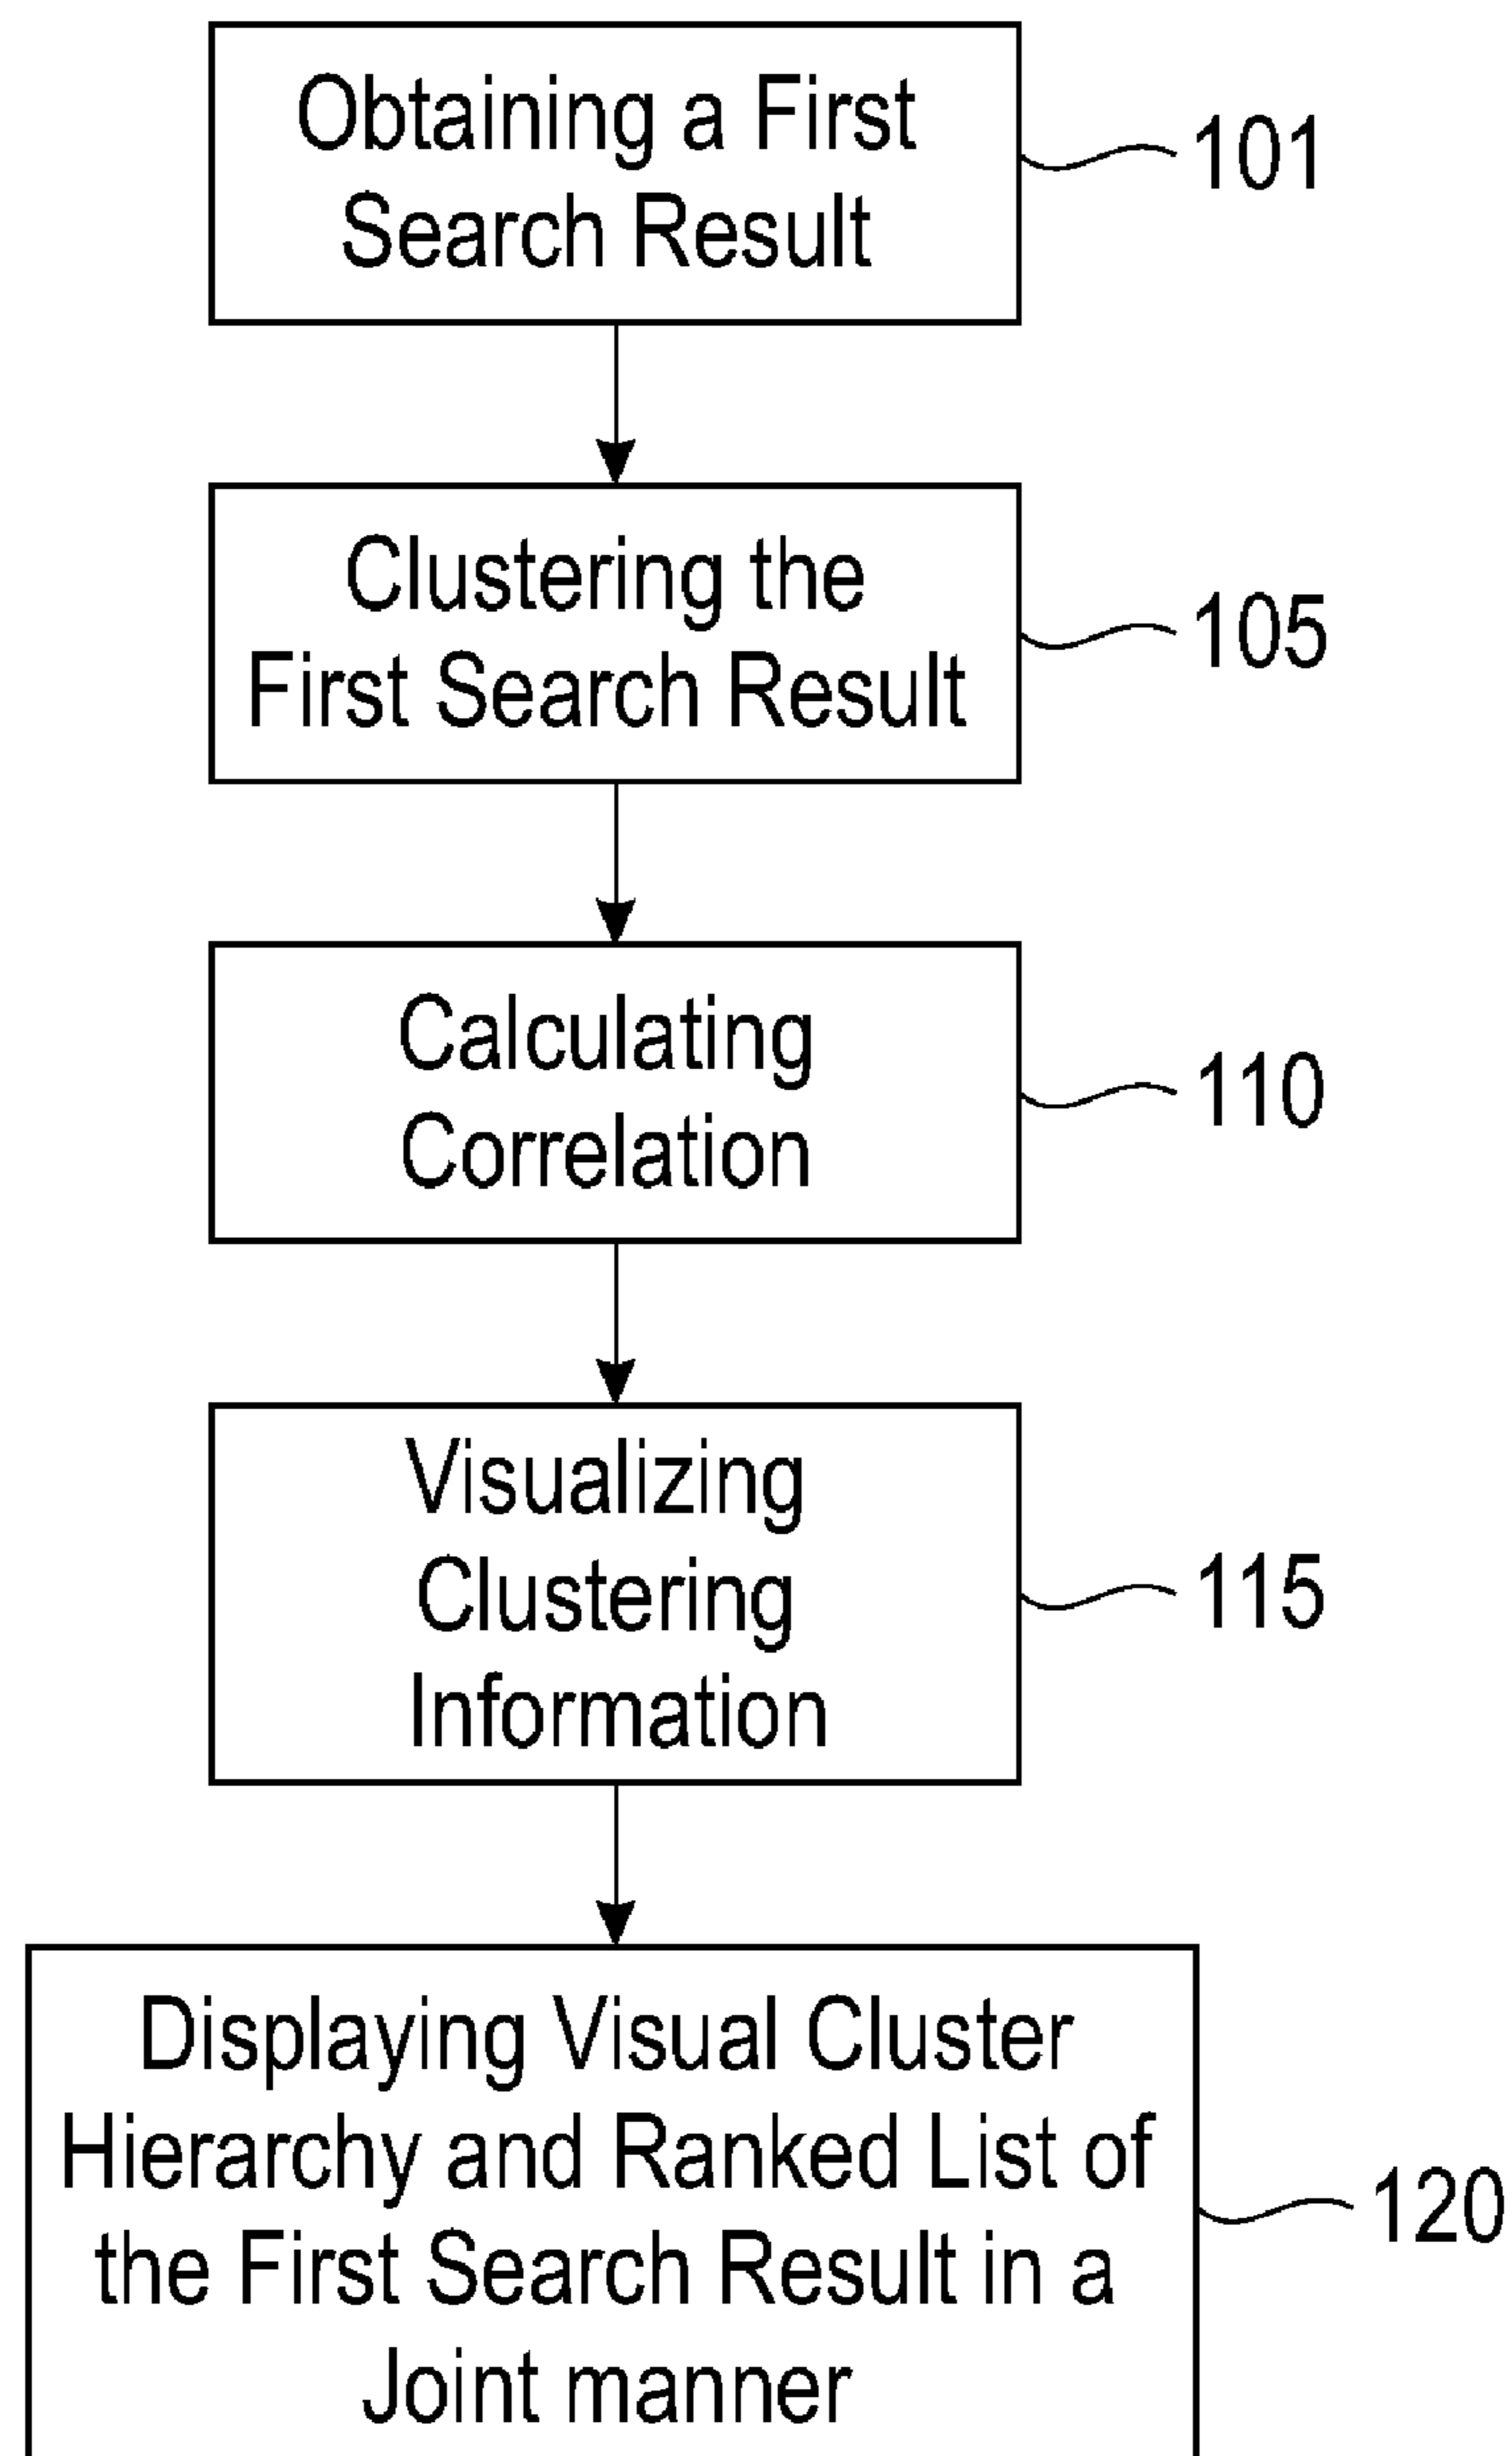 Obtaining a First
Search Result
101
Clustering the
First Search Result
105
Calculating
Correlation
110
Visualizing
Clustering
Information
115
Displaying Visual Cluster
Hierarchy and Ranked List of
the First Search Result in a
Joint manner
120